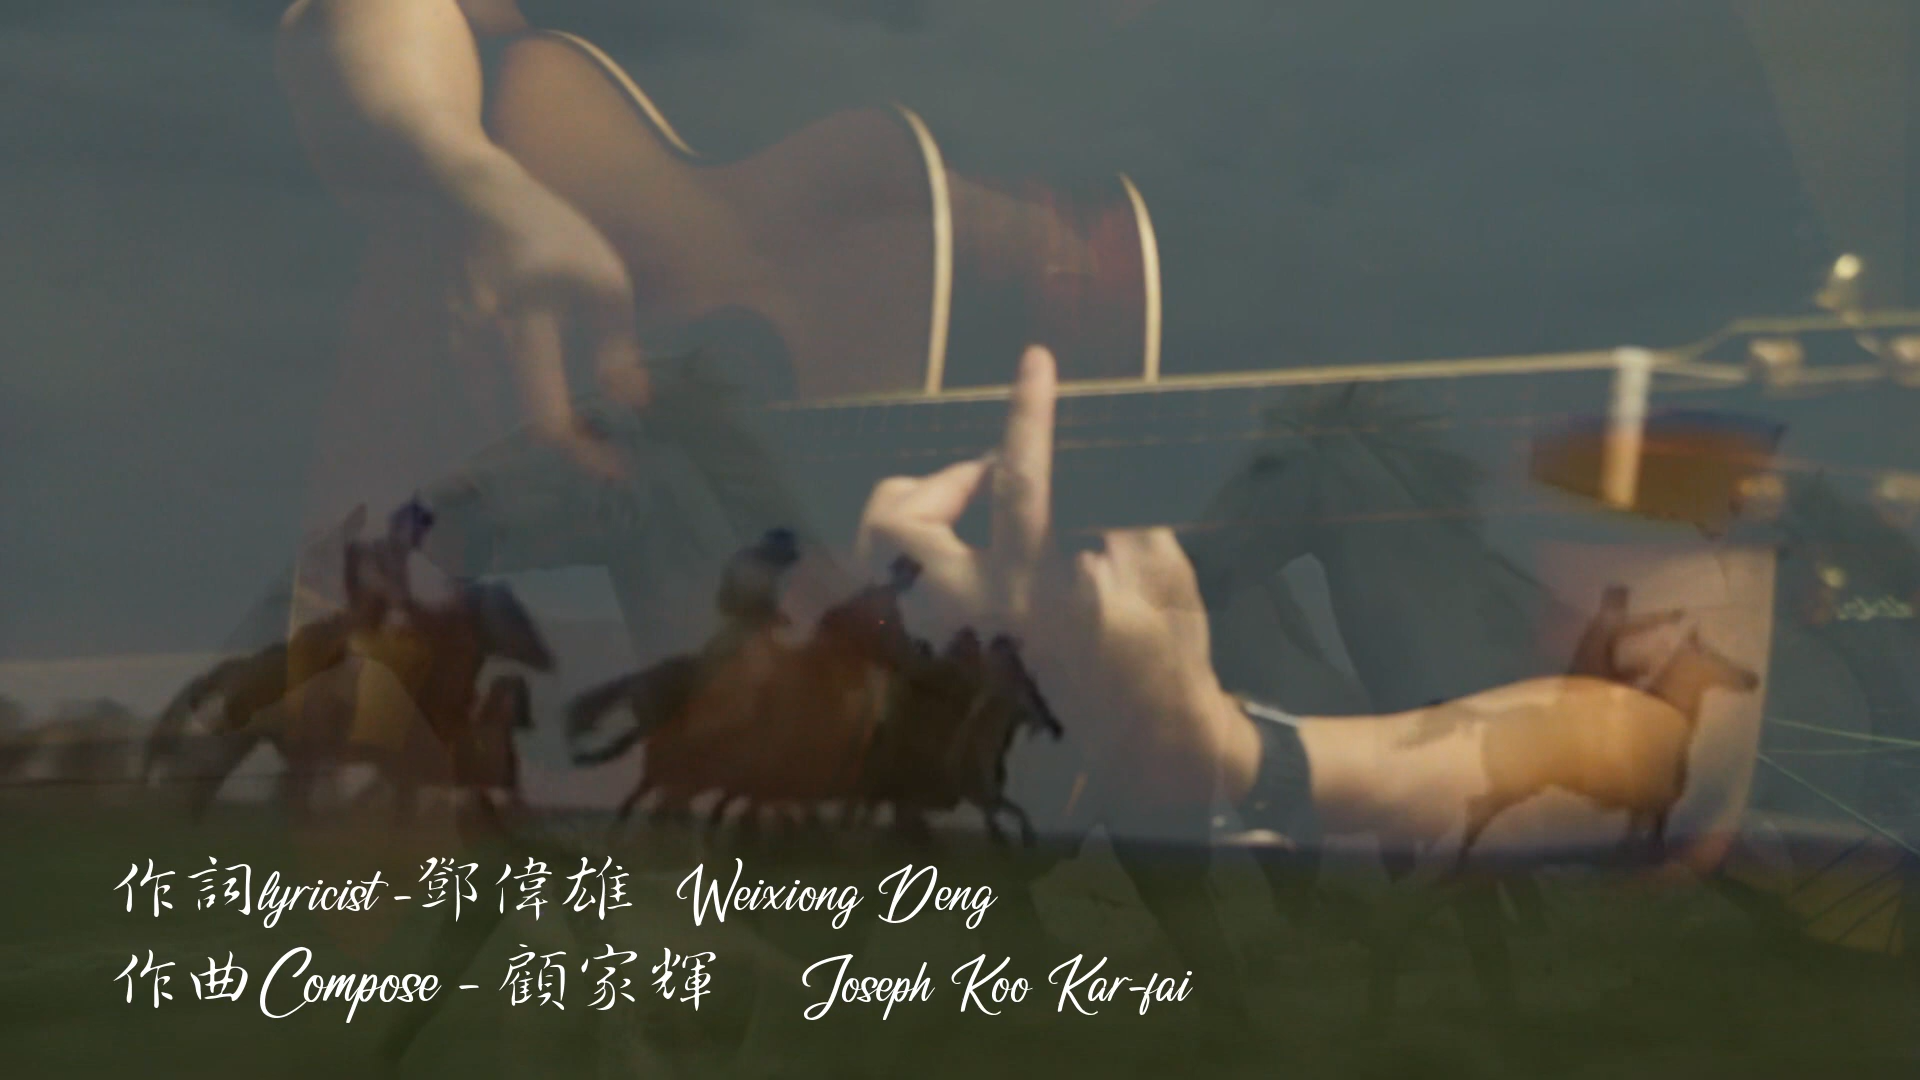 作詞lyricist-鄧偉雄 Weixiong Deng
作曲Compose - 顧家輝 Joseph Koo Kar-fai